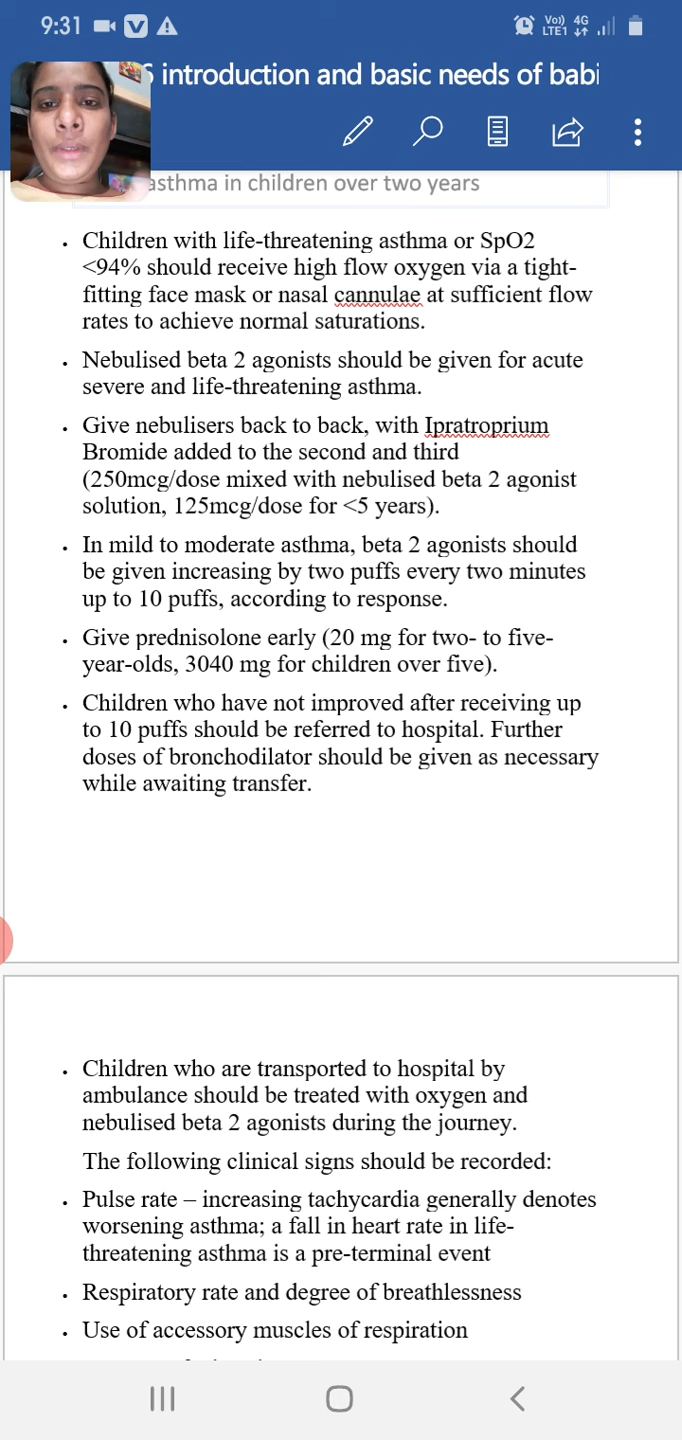 9:31
Vo)) 4G
LTE1
introduction and basic needs of babi
asthma in children over two years
• Children with life-threatening asthma or SpO2
<94% should receive high flow oxygen via a tight-
fitting face mask or nasal cannulae at sufficient flow
rates to achieve normal saturations.
• Nebulised beta 2 agonists should be given for acute
severe and life-threatening asthma.
• Give nebulisers back to back, with Ipratroprium
Bromide added to the second and third
(250mcg/dose mixed with nebulised beta 2 agonist
solution, 125mcg/dose for <5 years).
• In mild to moderate asthma, beta 2 agonists should
be given increasing by two puffs every two minutes
up to 10 puffs, according to response.
• Give prednisolone early (20 mg for two- to five-
year-olds, 3040 mg for children over five).
• Children who have not improved after receiving up
to 10 puffs should be referred to hospital. Further
doses of bronchodilator should be given as necessary
while awaiting transfer.
• Children who are transported to hospital by
ambulance should be treated with oxygen and
nebulised beta 2 agonists during the journey.
The following clinical signs should be recorded:
• Pulse rate – increasing tachycardia generally denotes
worsening asthma; a fall in heart rate in life-
threatening asthma is a pre-terminal event
• Respiratory rate and degree of breathlessness
• Use of accessory muscles of respiration